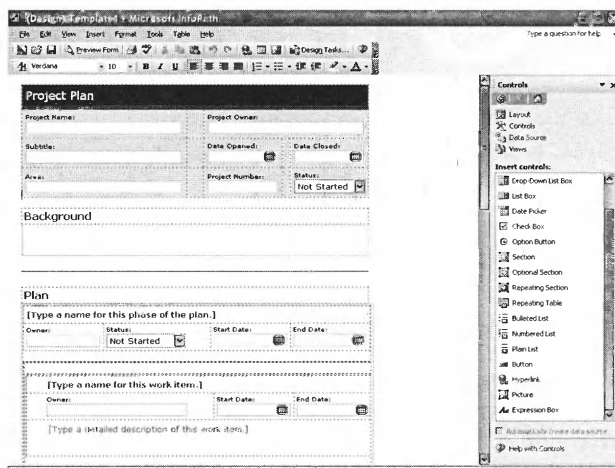 (Design) Template4 - Microsoft InfoPath
File Edit View Insert Format Tools Table Help
Type a question for help
Preview Form
Design Tasks...
Verdana 10 B I U A
Project Plan
Project Name: Project Owner:
Subtitle: Date Opened: Date Closed:
Area: Project Number: Status:
Not Started
Background
Plan
[Type a name for this phase of the plan.]
Owner: Status: Start Date: End Date:
Not Started
[Type a name for this work item.]
Owner: Start Date: End Date:
[Type a detailed description of this work item.]
Controls
Layout
Controls
Data Source
Views
Insert controls:
Drop-Down List Box
List Box
Date Picker
Check Box
Option Button
Section
Optional Section
Repeating Section
Repeating Table
Bulleted List
Numbered List
Plain List
Button
Hyperlink
Picture
Expression Box
Automatically create data source
Help with Controls